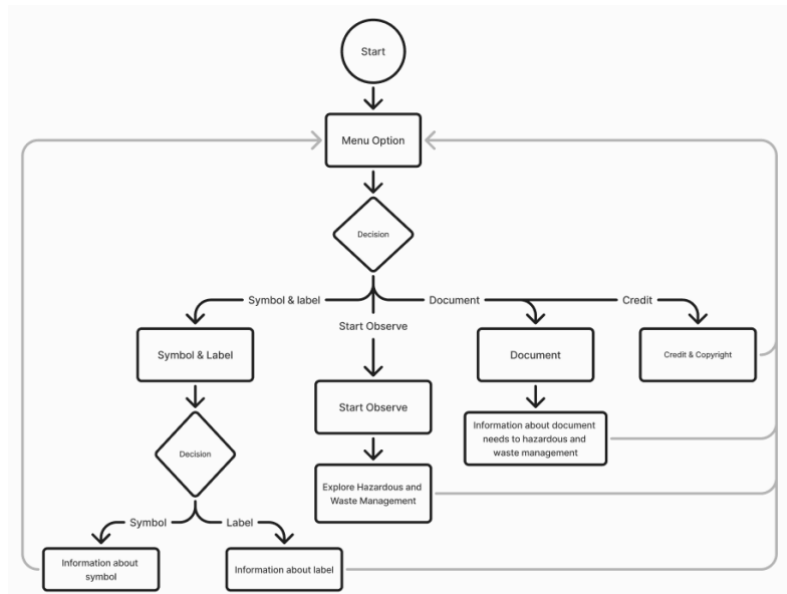 Start
Menu Option
Decision
Symbol & label
Document
Credit
Start Observe
Symbol & Label
Document
Credit & Copyright
Start Observe
Information about document
needs to hazardous and
waste management
Decision
Explore Hazardous and
Waste Management
Symbol
Label
Information about
symbol
Information about label